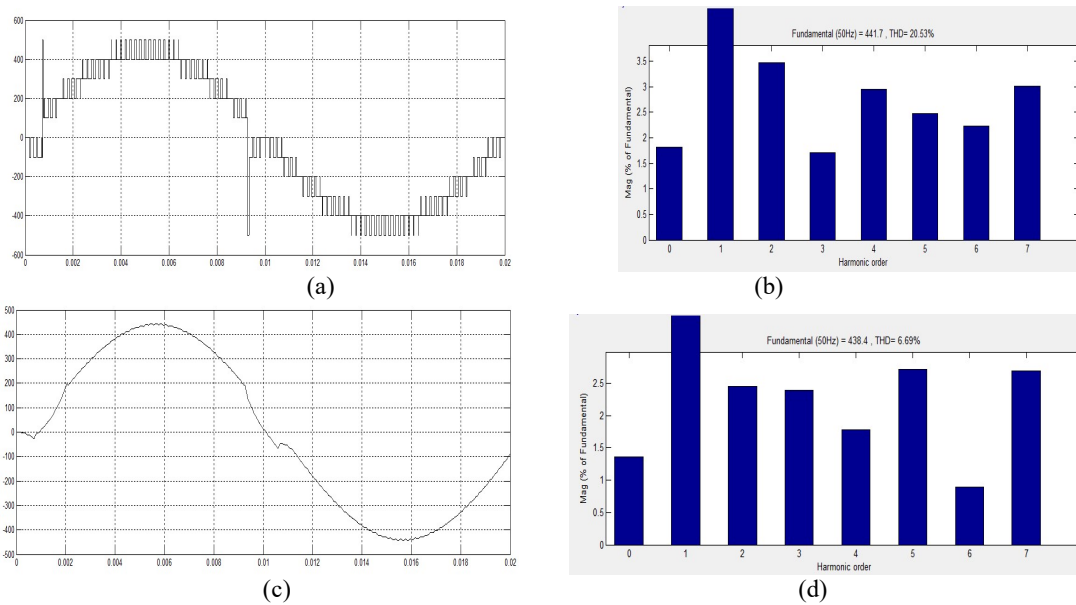 600
400
200
0
-200
-400
-600
0 0.002 0.004 0.006 0.008 0.01 0.012 0.014 0.016 0.018 0.02
(a)
Fundamental (50Hz) = 441.7 , THD= 20.53%
Mag (% of Fundamental)
3.5
3
2.5
2
1.5
1
0.5
0
0 1 2 3 4 5 6 7
Harmonic order
(b)
500
400
300
200
100
0
-100
-200
-300
-400
-500
0 0.002 0.004 0.006 0.008 0.01 0.012 0.014 0.016 0.018 0.02
(c)
Fundamental (50Hz) = 438.4 , THD= 6.69%
Mag (% of Fundamental)
2.5
2
1.5
1
0.5
0
0 1 2 3 4 5 6 7
Harmonic order
(d)